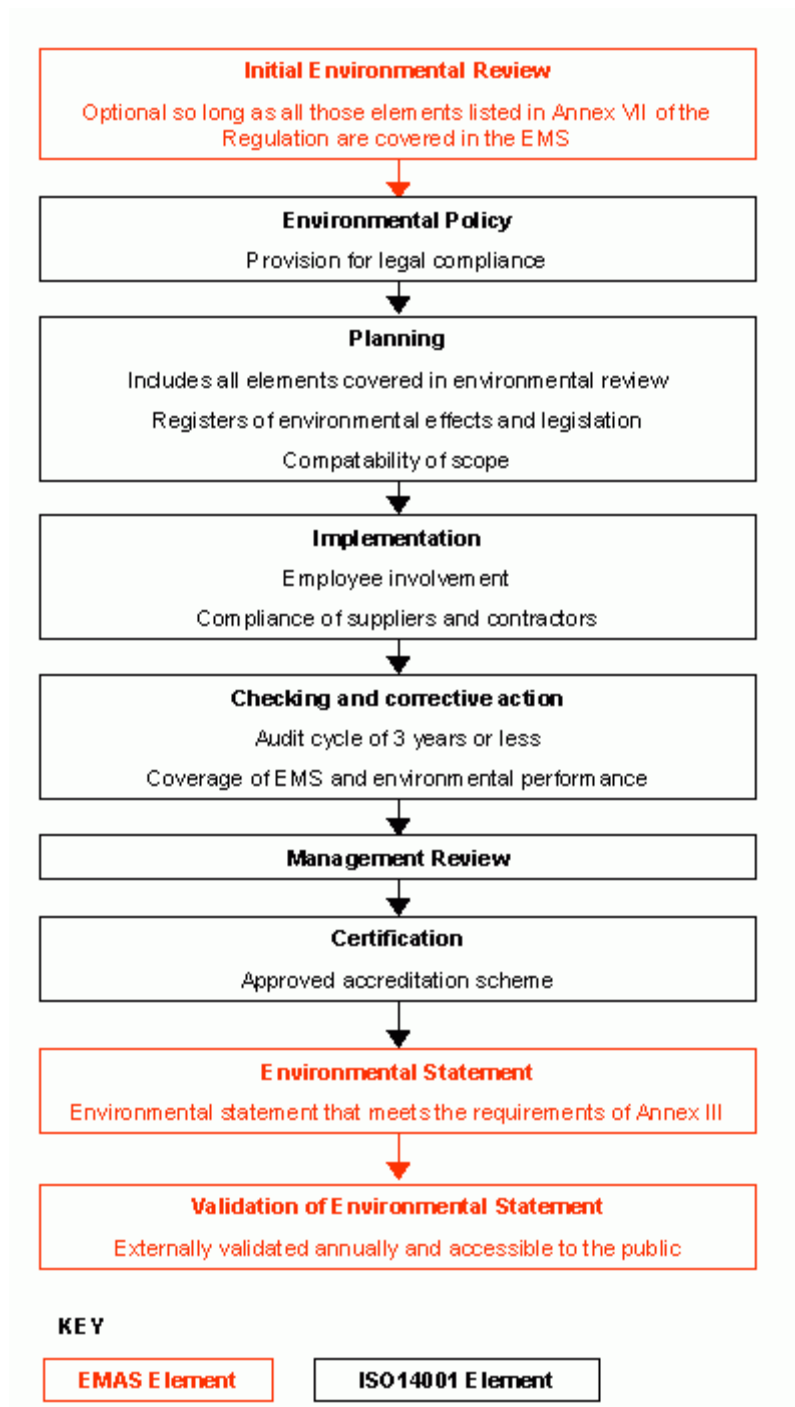 Initial Environmental Review
Optional so long as all those elements listed in Annex VII of the
Regulation are covered in the EMS
Environmental Policy
Provision for legal compliance
Planning
Includes all elements covered in environmental review
Registers of environmental effects and legislation
Compatability of scope
Implementation
Employee involvement
Compliance of suppliers and contractors
Checking and corrective action
Audit cycle of 3 years or less
Coverage of EMS and environmental performance
Management Review
Certification
Approved accreditation scheme
Environmental Statement
Environmental statement that meets the requirements of Annex III
Validation of Environmental Statement
Externally validated annually and accessible to the public
KEY
EMAS Element
ISO14001 Element